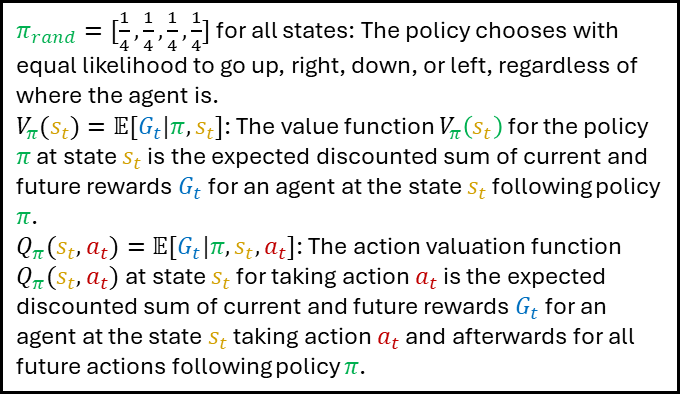 π_rand = [1/4, 1/4, 1/4, 1/4] for all states: The policy chooses with
equal likelihood to go up, right, down, or left, regardless of
where the agent is.
V_π(s_t) = 𝔼[G_t|π, s_t]: The value function V_π(s_t) for the policy
π at state s_t is the expected discounted sum of current and
future rewards G_t for an agent at the state s_t following policy
π.
Q_π(s_t, a_t) = 𝔼[G_t|π, s_t, a_t]: The action valuation function
Q_π(s_t, a_t) at state s_t for taking action a_t is the expected
discounted sum of current and future rewards G_t for an
agent at the state s_t taking action a_t and afterwards for all
future actions following policy π.